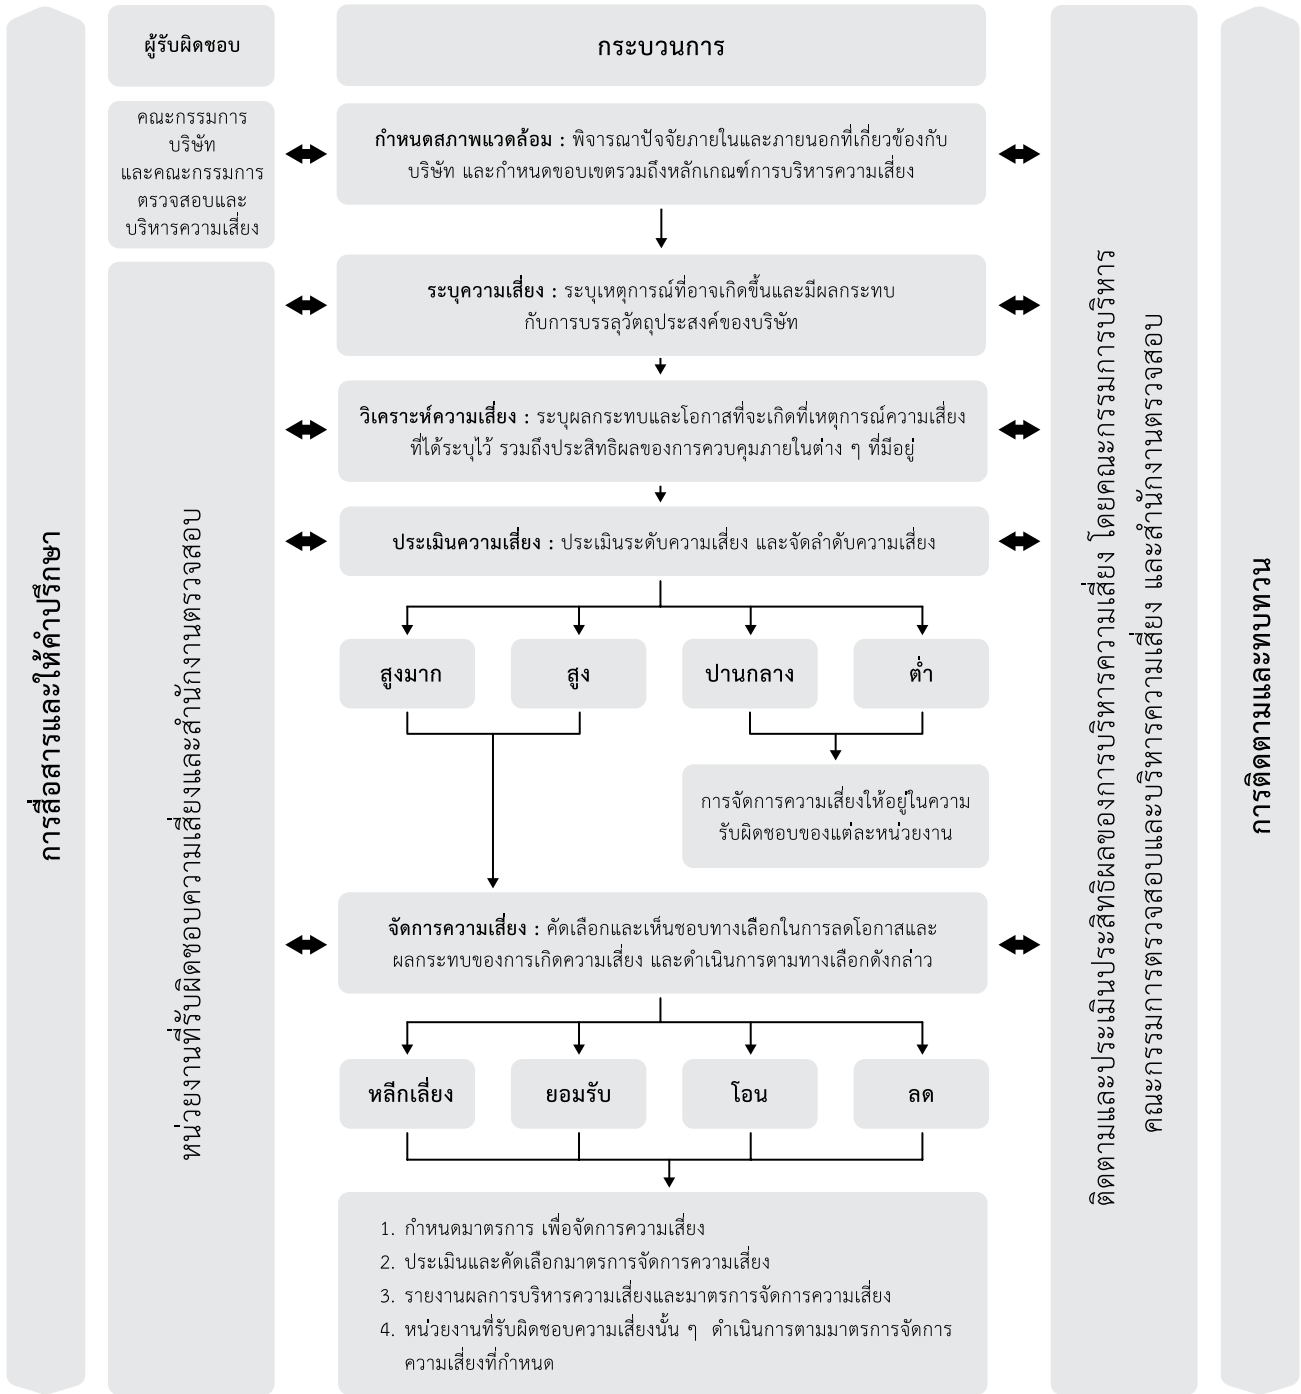 ผู้รับผิดชอบ
กระบวนการ
คณะกรรมการ
บริษัท
และคณะกรรมการ
ตรวจสอบและ
บริหารความเสี่ยง
กำหนดสภาพแวดล้อม : พิจารณาปัจจัยภายในและภายนอกที่เกี่ยวข้องกับ
บริษัท และกำหนดขอบเขตรวมถึงหลักเกณฑ์การบริหารความเสี่ยง
ระบุความเสี่ยง : ระบุเหตุการณ์ที่อาจเกิดขึ้นและมีผลกระทบ
กับการบรรลุวัตถุประสงค์ของบริษัท
วิเคราะห์ความเสี่ยง : ระบุผลกระทบและโอกาสที่จะเกิดที่เหตุการณ์ความเสี่ยง
ที่ได้ระบุไว้ รวมถึงประสิทธิผลของการควบคุมภายในต่าง ๆ ที่มีอยู่
ประเมินความเสี่ยง : ประเมินระดับความเสี่ยง และจัดลำดับความเสี่ยง
สูงมาก
สูง
ปานกลาง
ต่ำ
การจัดการความเสี่ยงให้อยู่ในความ
รับผิดชอบของแต่ละหน่วยงาน
จัดการความเสี่ยง : คัดเลือกและเห็นชอบทางเลือกในการลดโอกาสและ
ผลกระทบของการเกิดความเสี่ยง และดำเนินการตามทางเลือกดังกล่าว
หลีกเลี่ยง
ยอมรับ
โอน
ลด
1. กำหนดมาตรการ เพื่อจัดการความเสี่ยง
2. ประเมินและคัดเลือกมาตรการจัดการความเสี่ยง
3. รายงานผลการบริหารความเสี่ยงและมาตรการจัดการความเสี่ยง
4. หน่วยงานที่รับผิดชอบความเสี่ยงนั้น ๆ ดำเนินการตามมาตรการจัดการ
ความเสี่ยงที่กำหนด
การสื่อสารและให้คำปรึกษา
หน่วยงานที่รับผิดชอบความเสี่ยงและสำนักงานตรวจสอบ
ติดตามและประเมินประสิทธิผลของการบริหารความเสี่ยง โดยคณะกรรมการบริหาร
คณะกรรมการตรวจสอบและบริหารความเสี่ยง และสำนักงานตรวจสอบ
การติดตามและทบทวน